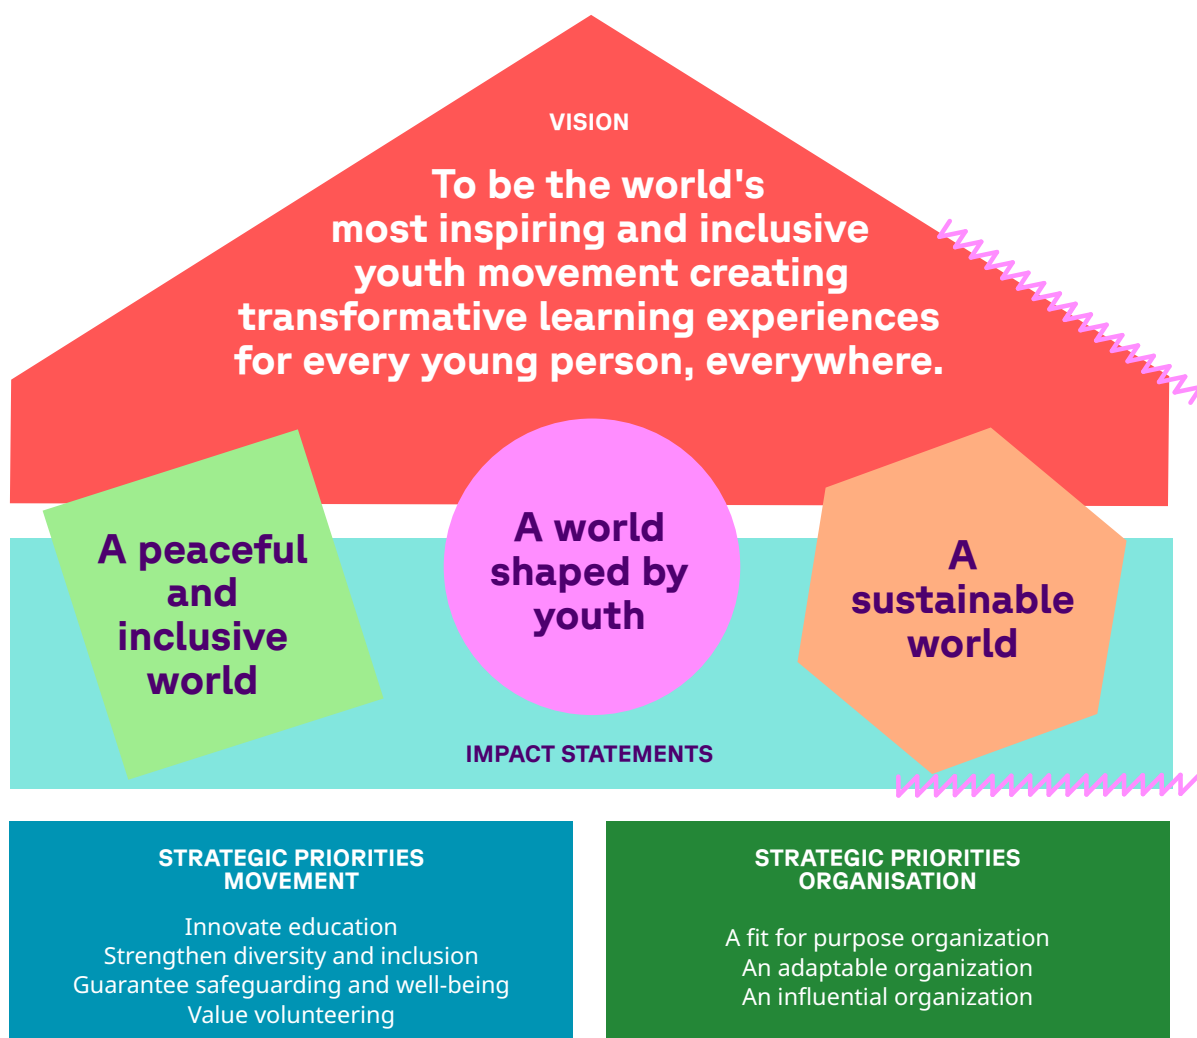 VISION
To be the world's
most inspiring and inclusive
youth movement creating
transformative learning experiences
for every young person, everywhere.
A peaceful
and
inclusive
world
A world
shaped by
youth
A
sustainable
world
IMPACT STATEMENTS
STRATEGIC PRIORITIES
MOVEMENT
Innovate education
Strengthen diversity and inclusion
Guarantee safeguarding and well-being
Value volunteering
STRATEGIC PRIORITIES
ORGANISATION
A fit for purpose organization
An adaptable organization
An influential organization